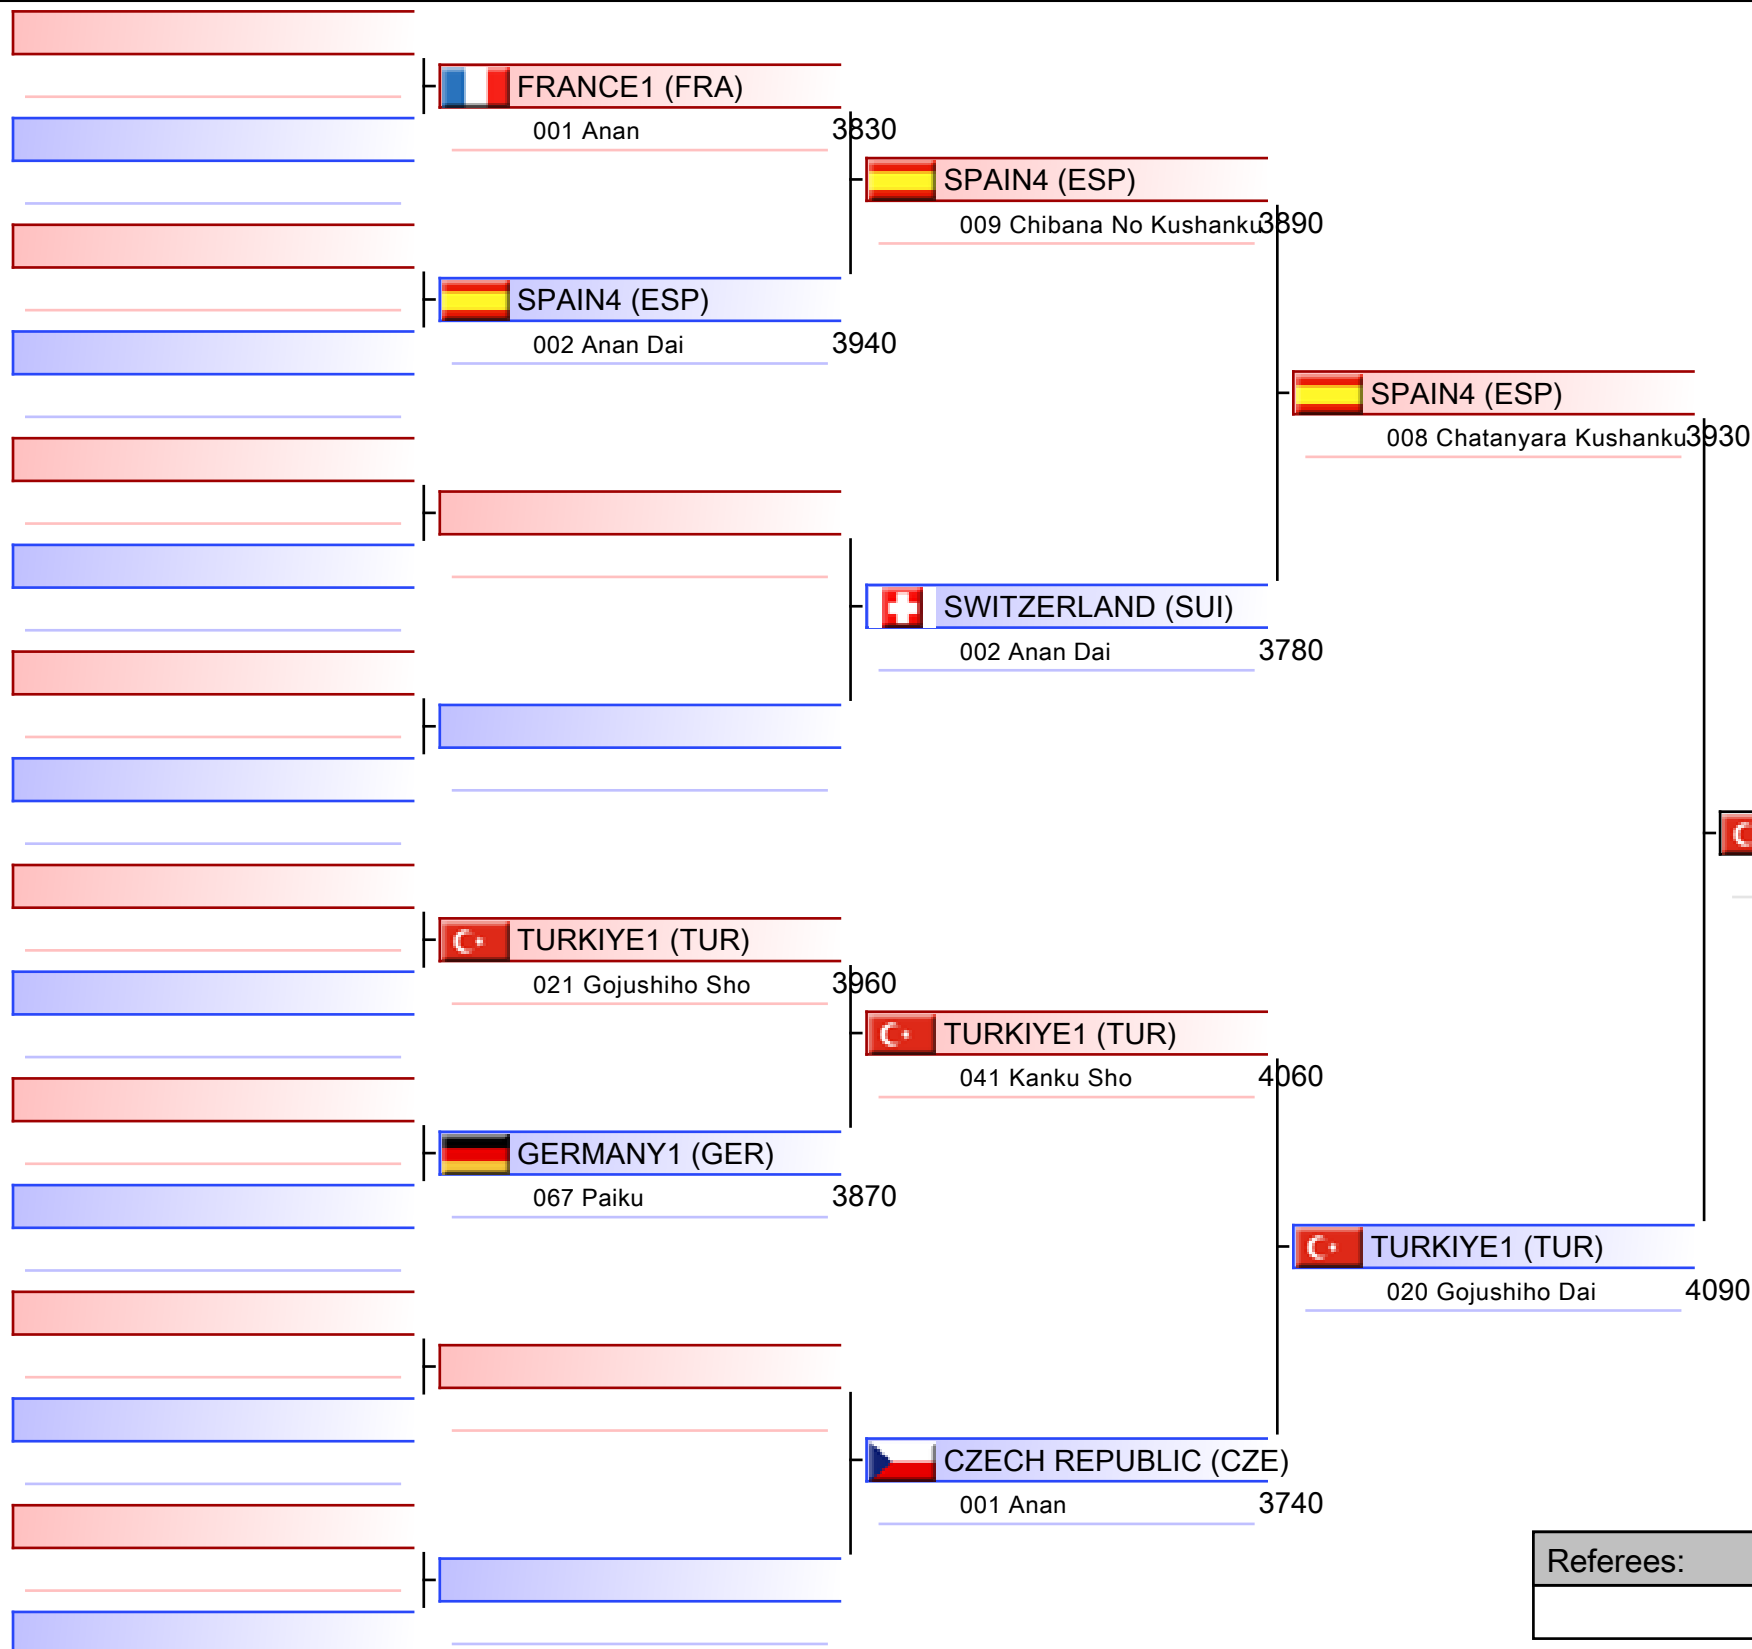 FRANCE1 (FRA)
001 Anan 3830
SPAIN4 (ESP)
009 Chibana No Kushanku 3890
SPAIN4 (ESP)
002 Anan Dai 3940
SPAIN4 (ESP)
008 Chatanyara Kushanku 3930
SWITZERLAND (SUI)
002 Anan Dai 3780
TURKIYE1 (TUR)
021 Gojushiho Sho 3960
TURKIYE1 (TUR)
041 Kanku Sho 4060
GERMANY1 (GER)
067 Paiku 3870
TURKIYE1 (TUR)
020 Gojushiho Dai 4090
CZECH REPUBLIC (CZE)
001 Anan 3740
Referees: